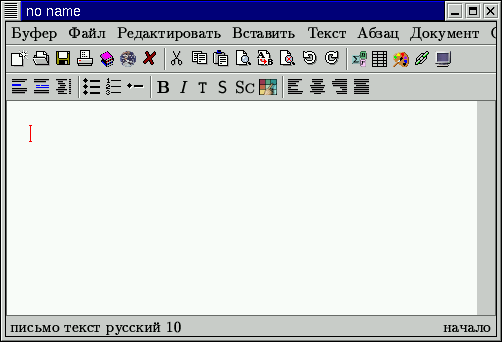 no name
Буфер Файл Редактировать Вставить Текст Абзац Документ
B I T S SC
письмо текст русский 10 начало